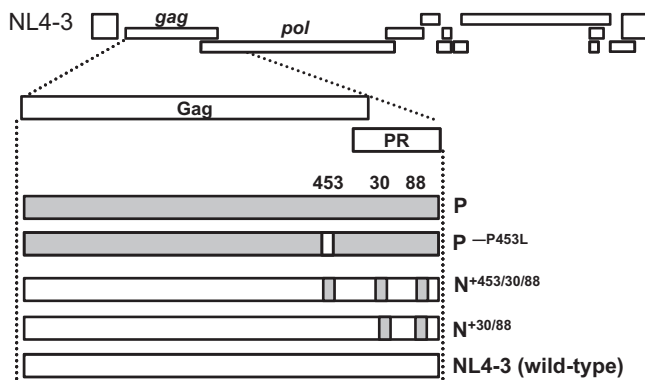 NL4-3 gag pol
Gag
PR
453 30 88
P
P —P453L
N+453/30/88
N+30/88
NL4-3 (wild-type)